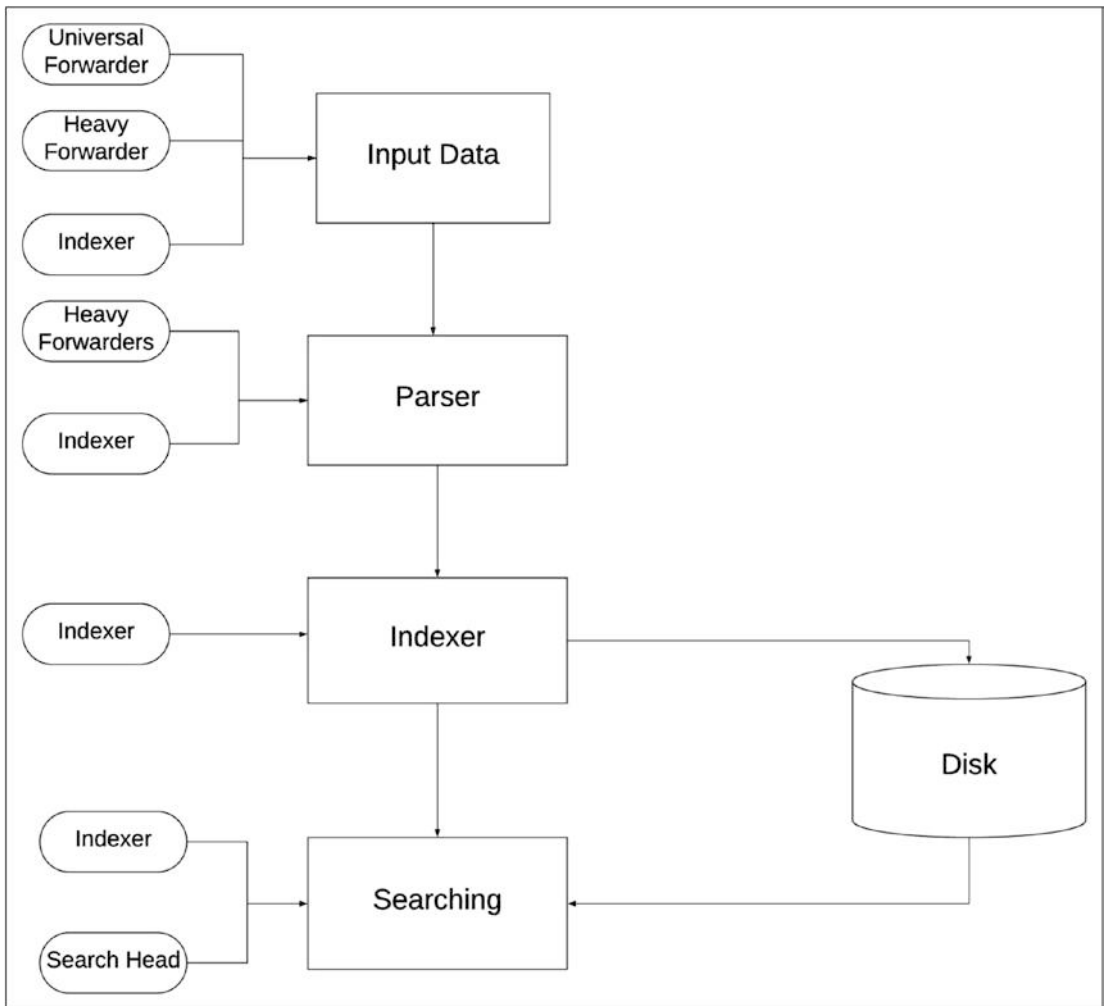 Universal
Forwarder
Heavy
Forwarder
Input Data
Indexer
Heavy
Forwarders
Parser
Indexer
Indexer
Indexer
Disk
Indexer
Searching
Search Head